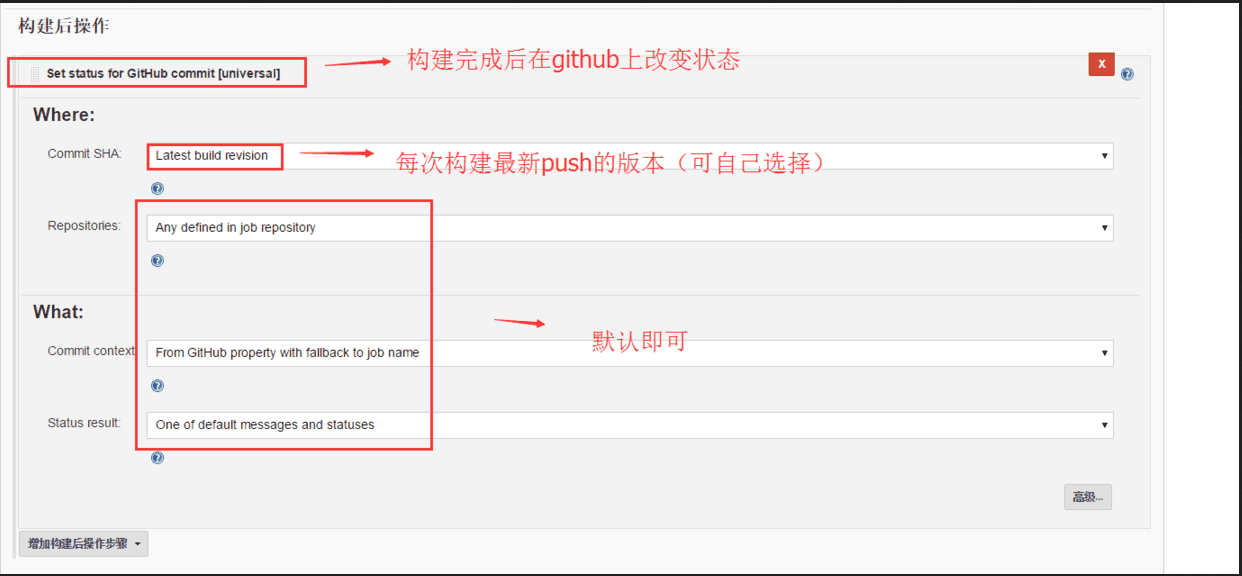 构建后操作
Set status for GitHub commit [universal]
构建完成后在github上改变状态
X
Where:
Commit SHA:
Latest build revision
每次构建最新push的版本（可自己选择）
Repositories:
Any defined in job repository
What:
默认即可
Commit context
From GitHub property with fallback to job name
Status result:
One of default messages and statuses
高级...
增加构建后操作步骤